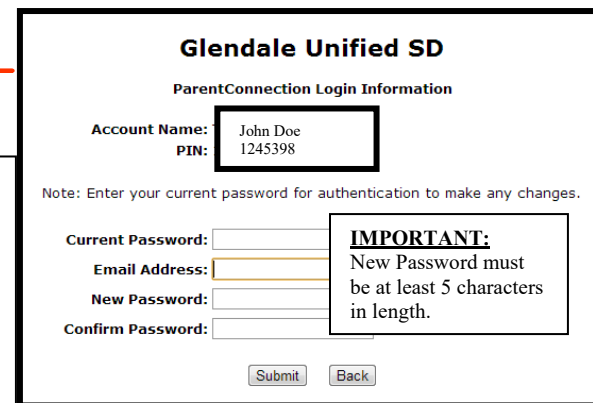 Glendale Unified SD
ParentConnection Login Information
Account Name: John Doe
PIN: 1245398
Note: Enter your current password for authentication to make any changes.
Current Password:
Email Address:
New Password:
Confirm Password:
IMPORTANT:
New Password must
be at least 5 characters
in length.
Submit Back